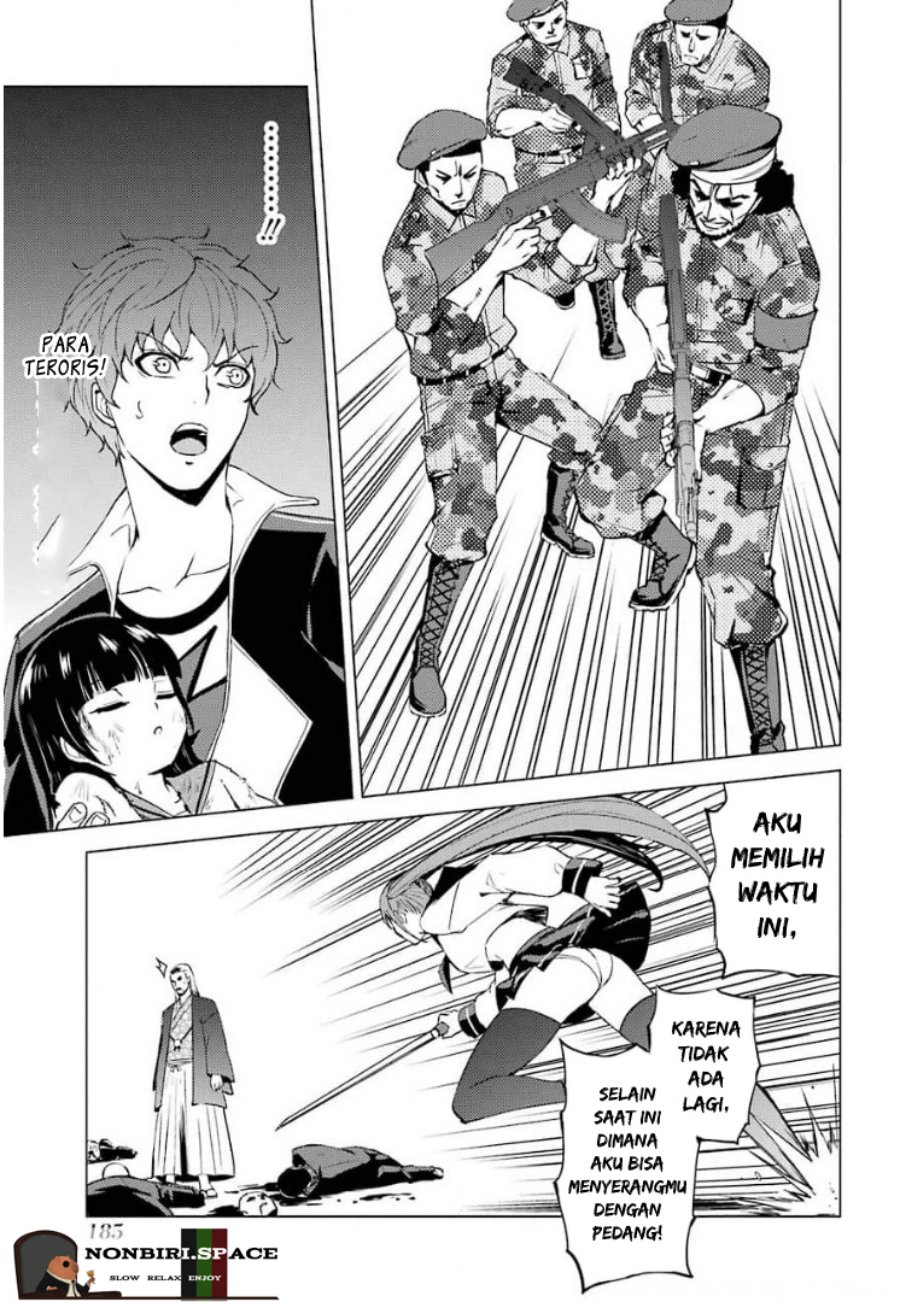 ...........!!!
PARA
TERORIS!
AKU
MEMILIH
WAKTU
INI,
KARENA
TIDAK
ADA
LAGI,
SELAIN
SAAT INI
DIMANA
AKU BISA
MENYERANGMU
DENGAN
PEDANG!
185
NONBIRI.SPACE
SLOW RELAX ENJOY